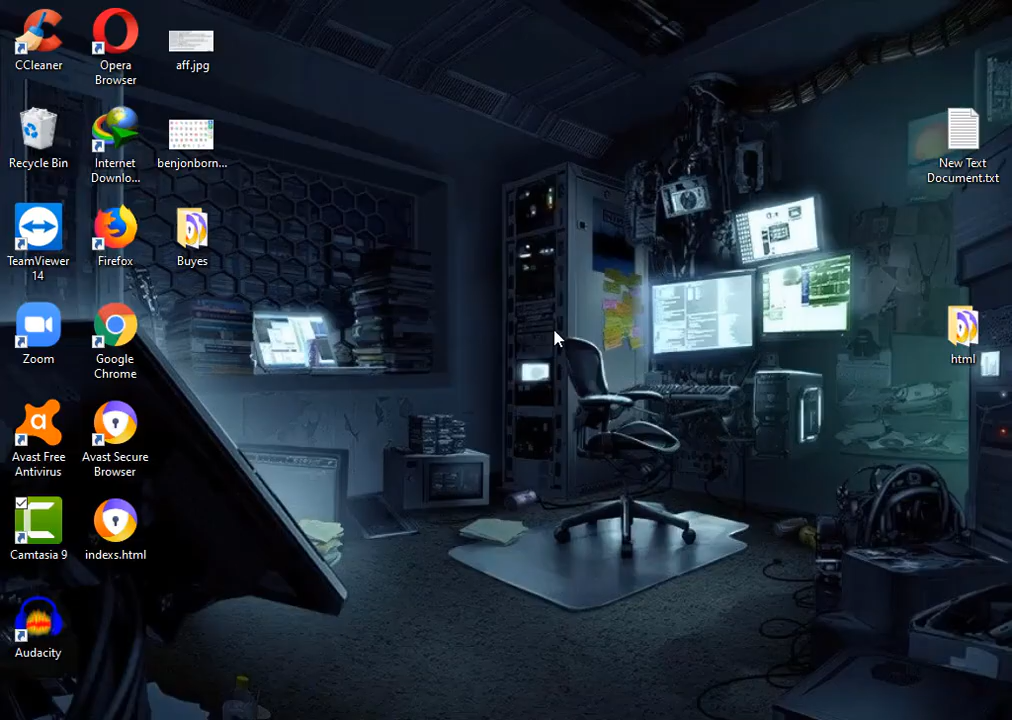 CCleaner
Opera
Browser
aff.jpg
Recycle Bin
Internet
Downlo...
benjonborn...
New Text
Document.txt
TeamViewer
14
Firefox
Buyes
Zoom
Google
Chrome
html
Avast Free
Antivirus
Avast Secure
Browser
Camtasia 9
indexs.html
Audacity